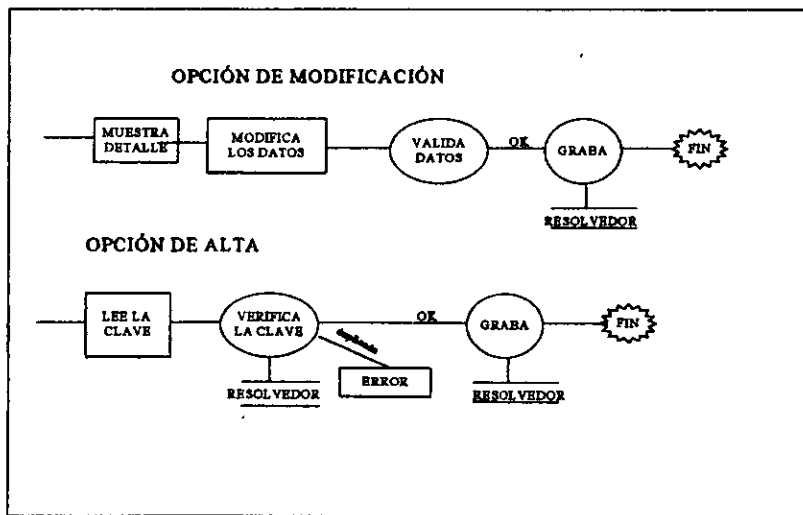 OPCIÓN DE MODIFICACIÓN
MUESTRA
DETALLE
MODIFICA
LOS DATOS
VALIDA
DATOS
OK
GRABA
FIN
RESOLVEDOR
OPCIÓN DE ALTA
LEE LA
CLAVE
VERIFICA
LA CLAVE
OK
GRABA
FIN
ERROR
RESOLVEDOR
RESOLVEDOR